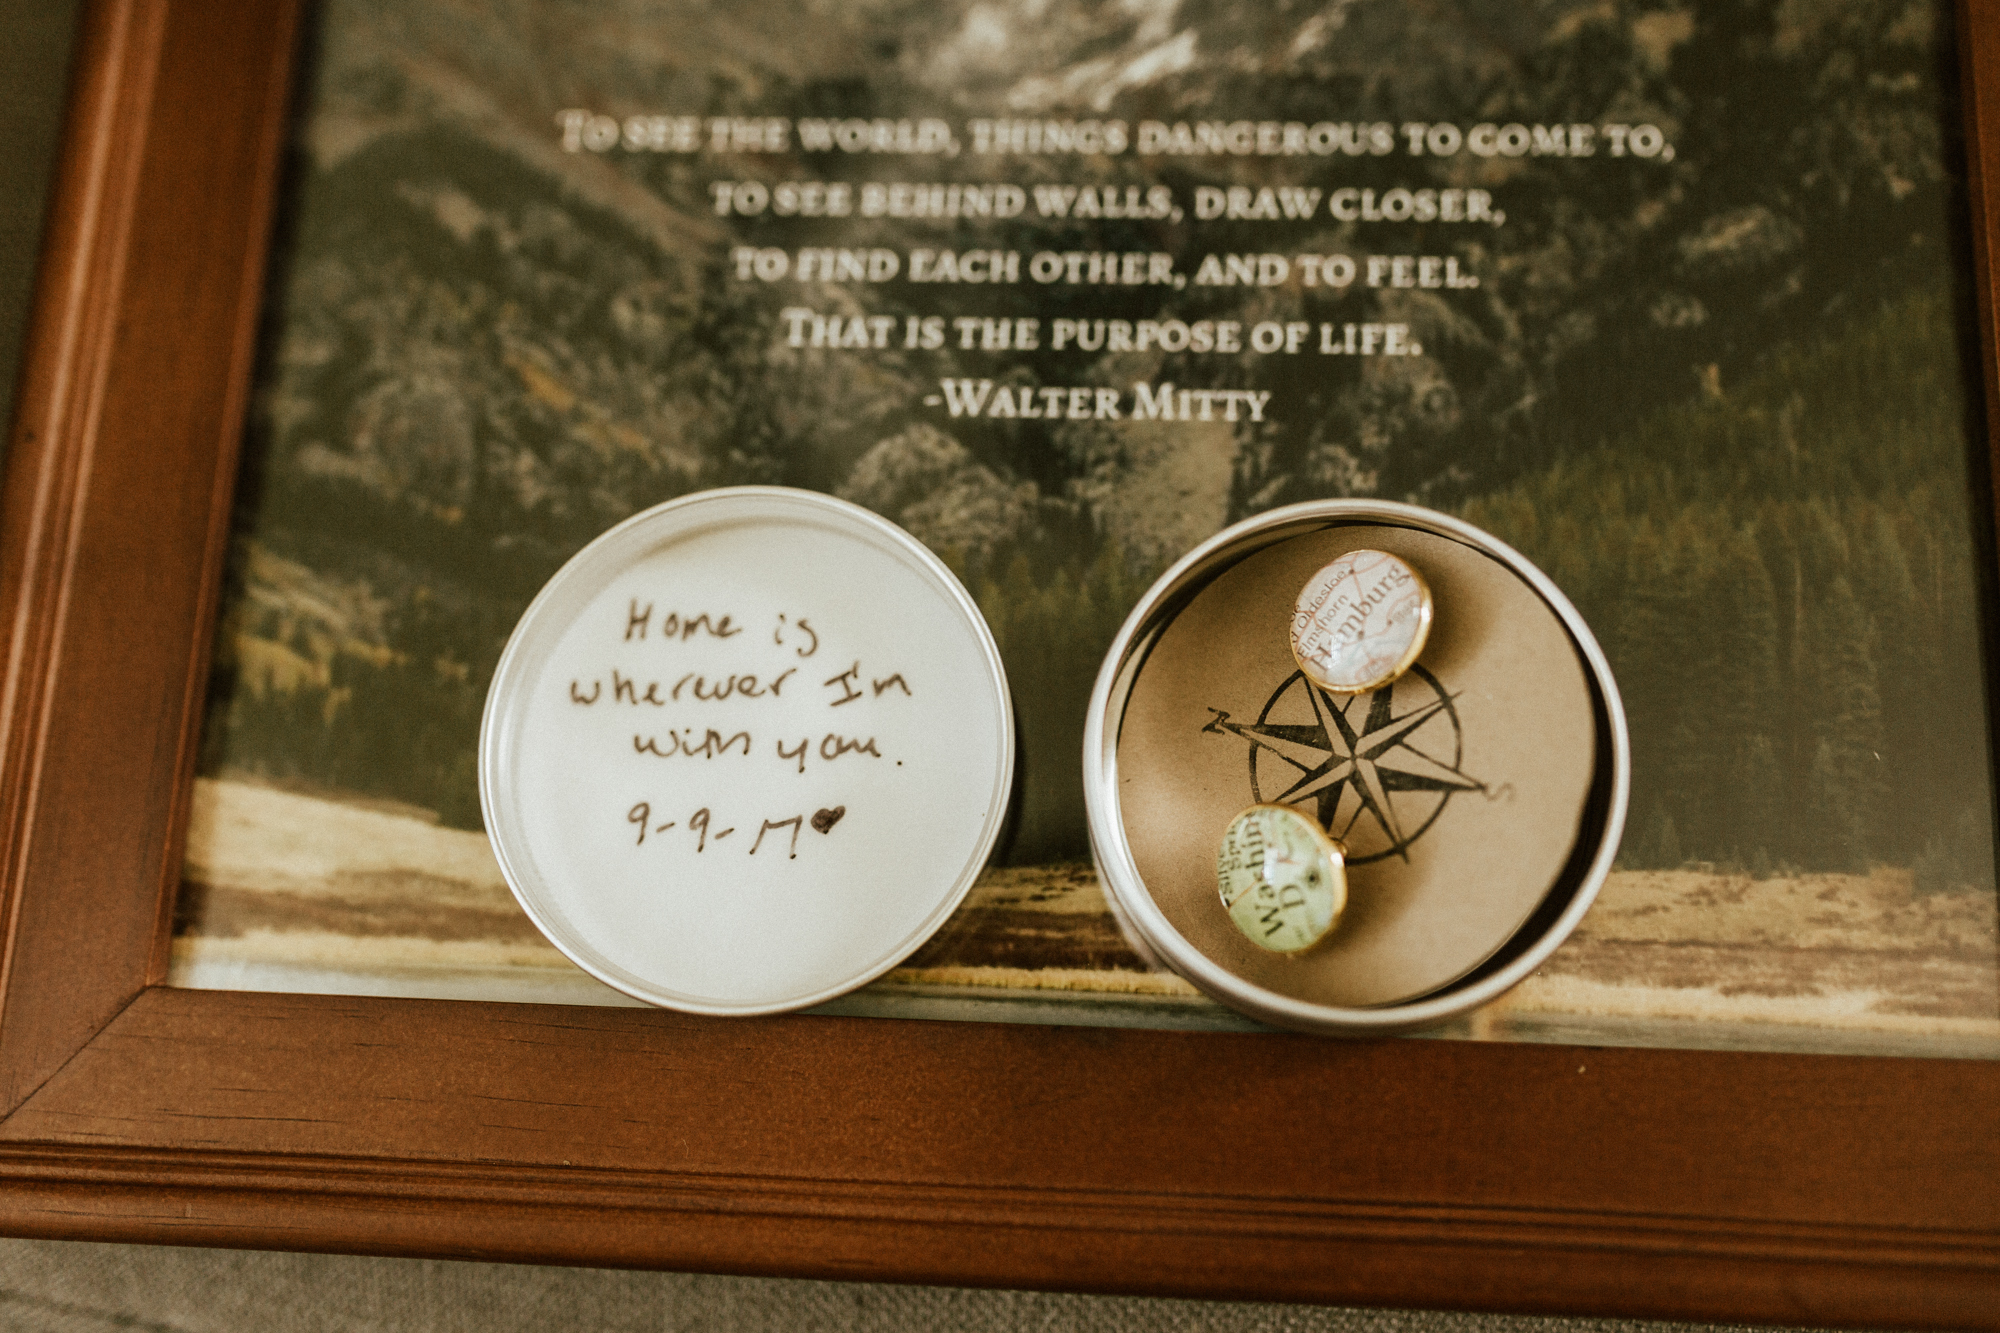 To see the world, things dangerous to come to,
to see behind walls, draw closer,
to find each other, and to feel.
That is the purpose of life.
-Walter Mitty
Home is
wherever I'm
with you.
9-9-17♥
Oldesloe
Elmshorn
Hamburg
N
S
Washin
D